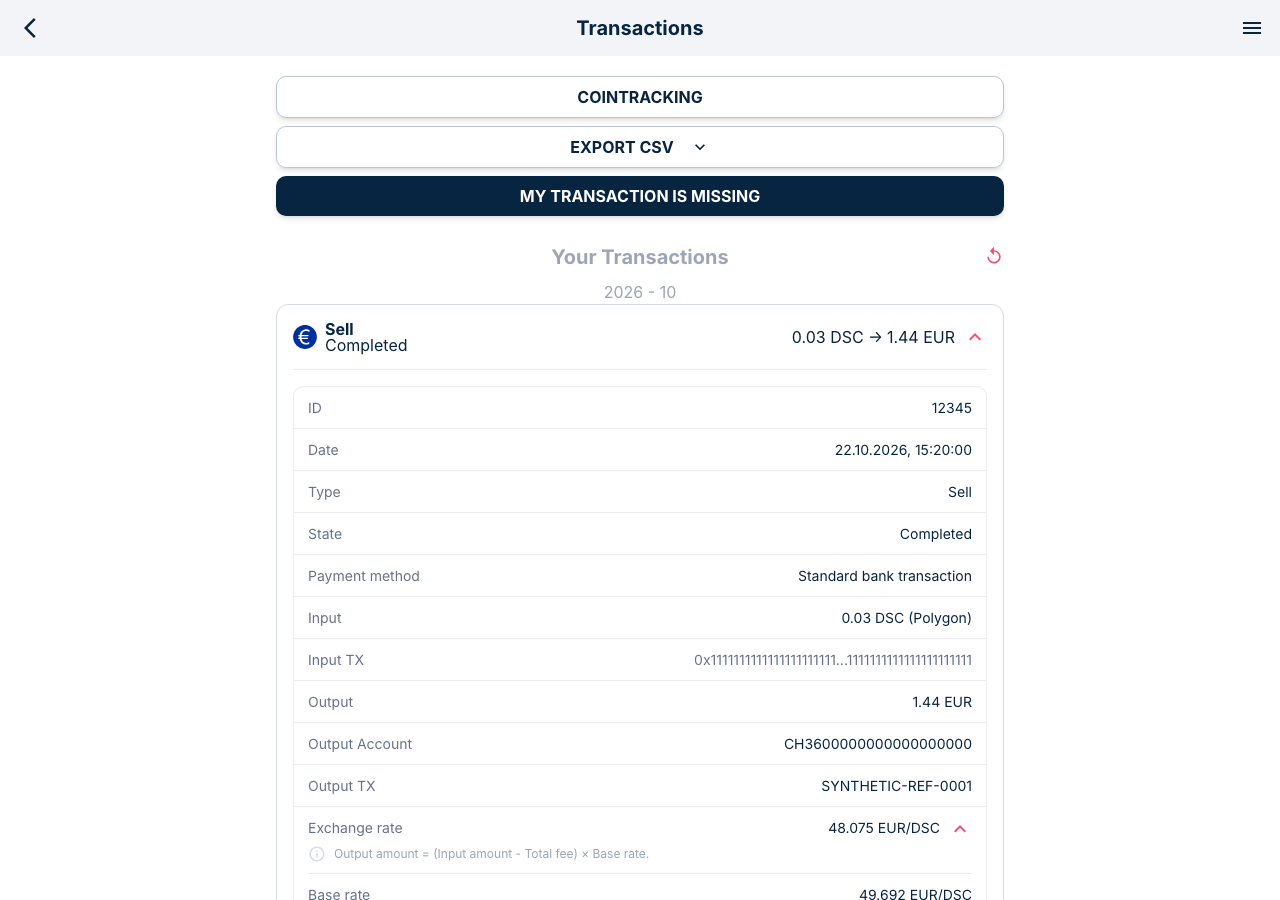 Transactions
COINTRACKING
EXPORT CSV
MY TRANSACTION IS MISSING
Your Transactions
2026 - 10
Sell
Completed
0.03 DSC → 1.44 EUR
ID 12345
Date 22.10.2026, 15:20:00
Type Sell
State Completed
Payment method Standard bank transaction
Input 0.03 DSC (Polygon)
Input TX 0x1111111111111111111111...1111111111111111111111
Output 1.44 EUR
Output Account CH3600000000000000000
Output TX SYNTHETIC-REF-0001
Exchange rate 48.075 EUR/DSC
Output amount = (Input amount - Total fee) × Base rate.
Base rate 49.692 EUR/DSC